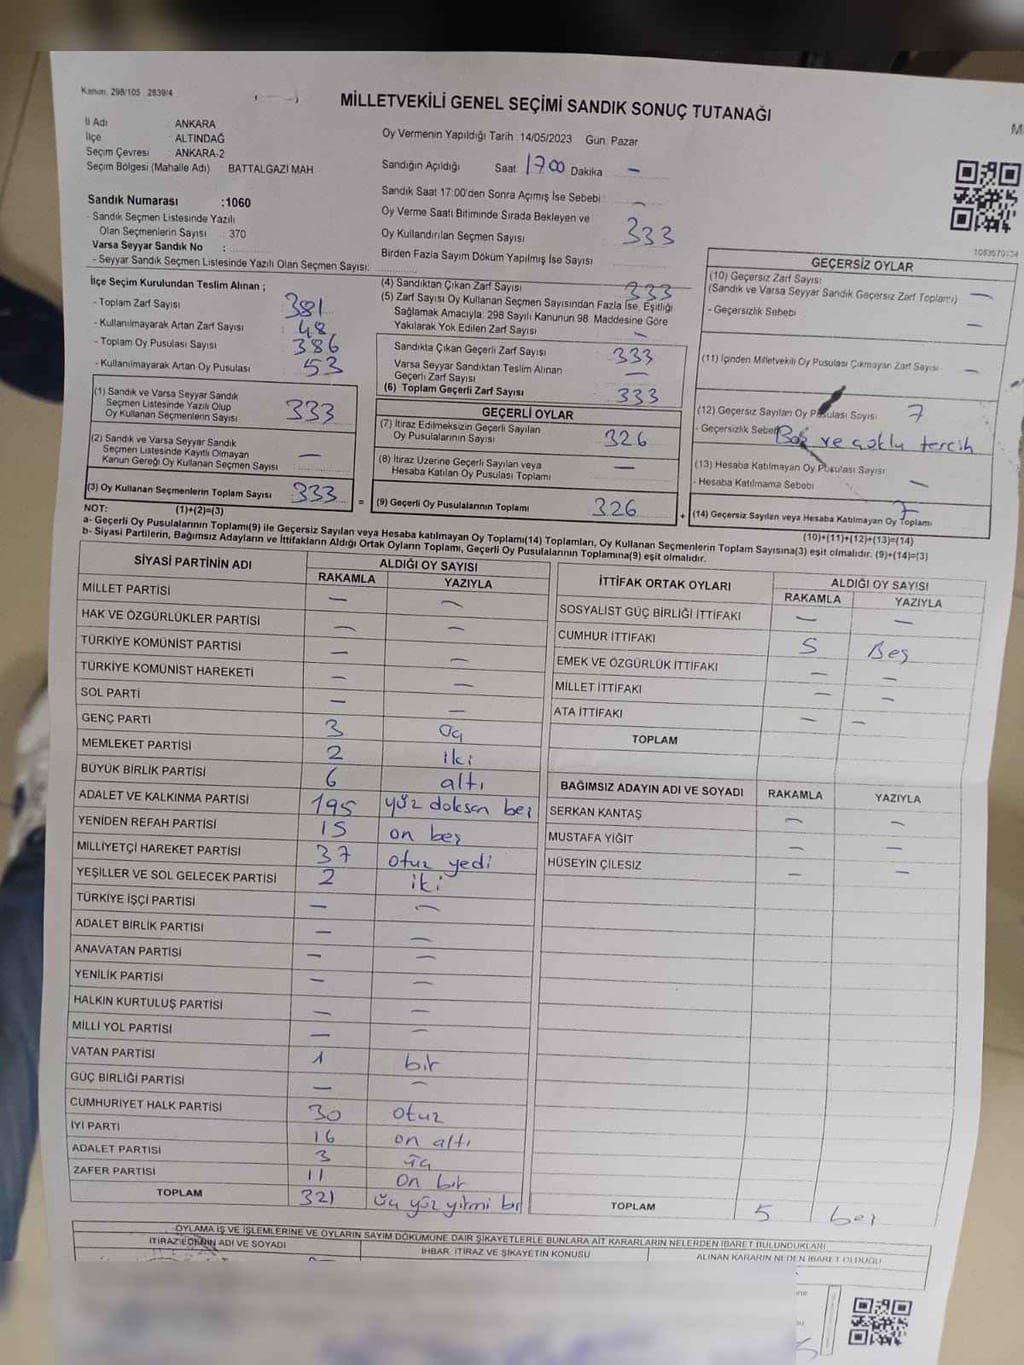 Kanun. 298/105 2839/4
MİLLETVEKİLİ GENEL SEÇİMİ SANDIK SONUÇ TUTANAĞI
İl Adı ANKARA
İlçe ALTINDAĞ
Seçim Çevresi ANKARA-2
Seçim Bölgesi (Mahalle Adı) BATTALGAZI MAH
Oy Vermenin Yapıldığı Tarih 14/05/2023 Gün. Pazar
Sandığın Açıldığı Saat 1700 Dakika –
Sandık Saat 17:00'den Sonra Açımış İse Sebebi : –
Oy Verme Saati Bitiminde Sırada Bekleyen ve
Oy Kullandırılan Seçmen Sayısı 333
Birden Fazla Sayım Döküm Yapılmış İse Sayısı
Sandık Numarası :1060
- Sandık Seçmen Listesinde Yazılı
Olan Seçmenlerin Sayısı 370
Varsa Seyyar Sandık No :
- Seyyar Sandık Seçmen Listesinde Yazılı Olan Seçmen Sayısı:
İlçe Seçim Kurulundan Teslim Alınan ;
- Toplam Zarf Sayısı 381
- Kullanılmayarak Artan Zarf Sayısı 48
- Toplam Oy Pusulası Sayısı 386
- Kullanılmayarak Artan Oy Pusulası 53
(1) Sandık ve Varsa Seyyar Sandık
Seçmen Listesinde Yazılı Olup
Oy Kullanan Seçmenlerin Sayısı 333
(2) Sandık ve Varsa Seyyar Sandık
Seçmen Listesinde Kayıtlı Olmayan
Kanun Gereği Oy Kullanan Seçmen Sayısı –
(3) Oy Kullanan Seçmenlerin Toplam Sayısı 333 =
(4) Sandıktan Çıkan Zarf Sayısı 333
(5) Zarf Sayısı Oy Kullanan Seçmen Sayısından Fazla İse, Eşitliği
Sağlamak Amacıyla: 298 Sayılı Kanunun 98 Maddesine Göre
Yakılarak Yok Edilen Zarf Sayısı –
Sandıkta Çıkan Geçerli Zarf Sayısı 333
Varsa Seyyar Sandıktan Teslim Alınan
Geçerli Zarf Sayısı –
(6) Toplam Geçerli Zarf Sayısı 333
GEÇERLİ OYLAR
(7) İtiraz Edilmeksizin Geçerli Sayılan
Oy Pusulalarının Sayısı 326
(8) İtiraz Üzerine Geçerli Sayılan veya
Hesaba Katılan Oy Pusulası Toplamı –
(9) Geçerli Oy Pusulalarının Toplamı 326 +
GEÇERSİZ OYLAR
(10) Geçersiz Zarf Sayısı:
(Sandık ve Varsa Seyyar Sandık Geçersiz Zarf Toplamı) –
- Geçersizlik Sebebi –
(11) İçinden Milletvekili Oy Pusulası Çıkmayan Zarf Sayısı –
(12) Geçersiz Sayılan Oy Pusulası Sayısı 7
- Geçersizlik Sebebi Boş ve çoklu tercih
(13) Hesaba Katılmayan Oy Pusulası Sayısı
- Hesaba Katılmama Sebebi –
(14) Geçersiz Sayılan veya Hesaba Katılmayan Oy Toplamı 7
NOT: (1)+(2)=(3) (10)+(11)+(12)+(13)=(14)
a- Geçerli Oy Pusulalarının Toplamı(9) ile Geçersiz Sayılan veya Hesaba katılmayan Oy Toplamı(14) Toplamları, Oy Kullanan Seçmenlerin Toplam Sayısına(3) eşit olmalıdır. (9)+(14)=(3)
b- Siyasi Partilerin, Bağımsız Adayların ve İttifakların Aldığı Ortak Oyların Toplamı, Geçerli Oy Pusulalarının Toplamına(9) eşit olmalıdır.
SİYASİ PARTİNİN ADI ALDIĞI OY SAYISI
RAKAMLA YAZIYLA
MİLLET PARTİSİ – –
HAK VE ÖZGÜRLÜKLER PARTİSİ – –
TÜRKİYE KOMÜNİST PARTİSİ – –
TÜRKİYE KOMÜNİST HAREKETİ – –
SOL PARTİ – –
GENÇ PARTİ 3 Üç
MEMLEKET PARTİSİ 2 iki
BÜYÜK BİRLİK PARTİSİ 6 altı
ADALET VE KALKINMA PARTİSİ 195 yüz doksan beş
YENİDEN REFAH PARTİSİ 15 on beş
MİLLİYETÇİ HAREKET PARTİSİ 37 otuz yedi
YEŞİLLER VE SOL GELECEK PARTİSİ 2 iki
TÜRKİYE İŞÇİ PARTİSİ – –
ADALET BİRLİK PARTİSİ – –
ANAVATAN PARTİSİ – –
YENİLİK PARTİSİ – –
HALKIN KURTULUŞ PARTİSİ – –
MİLLİ YOL PARTİSİ – –
VATAN PARTİSİ 1 bir
GÜÇ BİRLİĞİ PARTİSİ – –
CUMHURİYET HALK PARTİSİ 30 otuz
İYİ PARTİ 16 on altı
ADALET PARTİSİ 3 üç
ZAFER PARTİSİ 11 on bir
TOPLAM 321 üç yüz yirmi bir
İTTİFAK ORTAK OYLARI ALDIĞI OY SAYISI
RAKAMLA YAZIYLA
SOSYALIST GÜÇ BİRLİĞİ İTTİFAKI – –
CUMHUR İTTİFAKI 5 Beş
EMEK VE ÖZGÜRLÜK İTTİFAKI – –
MİLLET İTTİFAKI – –
ATA İTTİFAKI – –
TOPLAM
BAĞIMSIZ ADAYIN ADI VE SOYADI RAKAMLA YAZIYLA
SERKAN KANTAŞ – –
MUSTAFA YİĞİT – –
HÜSEYİN ÇİLESİZ – –
TOPLAM 5 beş
OYLAMA İŞ VE İŞLEMLERİNE VE OYLARIN SAYIM DÖKÜMÜNE DAİR ŞİKAYETLERLE BUNLARA AİT KARARLARIN NELERDEN İBARET BULUNDUKLARI
İTİRAZ EDENİN ADI VE SOYADI İHBAR, İTİRAZ VE ŞİKAYETİN KONUSU ALINAN KARARIN NEDEN İBARET OLDUĞU